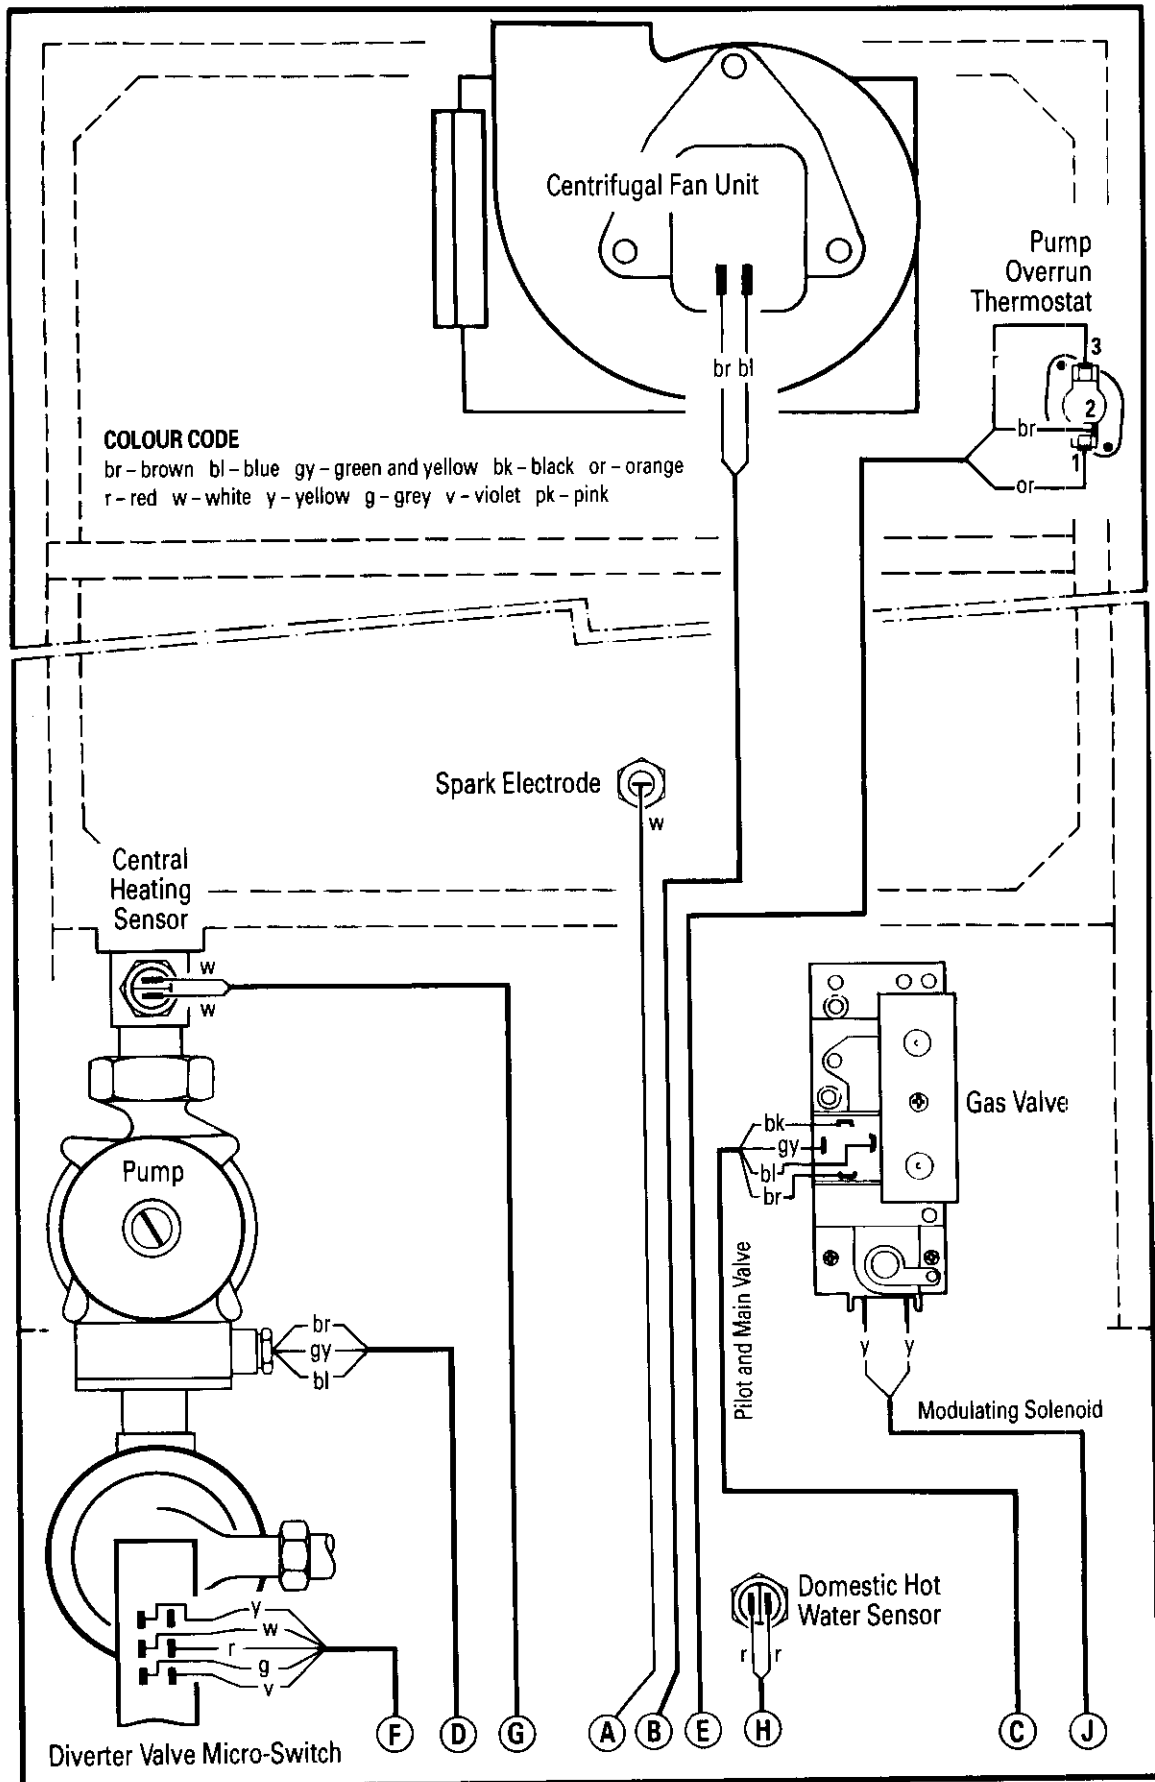 Centrifugal Fan Unit
Pump
Overrun
Thermostat
3
r
br bl
2
br
1
or
COLOUR CODE
br – brown bl – blue gy – green and yellow bk – black or – orange
r – red w – white y – yellow g – grey v – violet pk – pink
Spark Electrode
w
Central
Heating
Sensor
w
w
Gas Valve
bk
gy
bl
br
Pump
Pilot and Main Valve
br
gy
bl
y y
Modulating Solenoid
Domestic Hot
Water Sensor
y
w
r
g
v
r r
F D G A B E H C J
Diverter Valve Micro-Switch